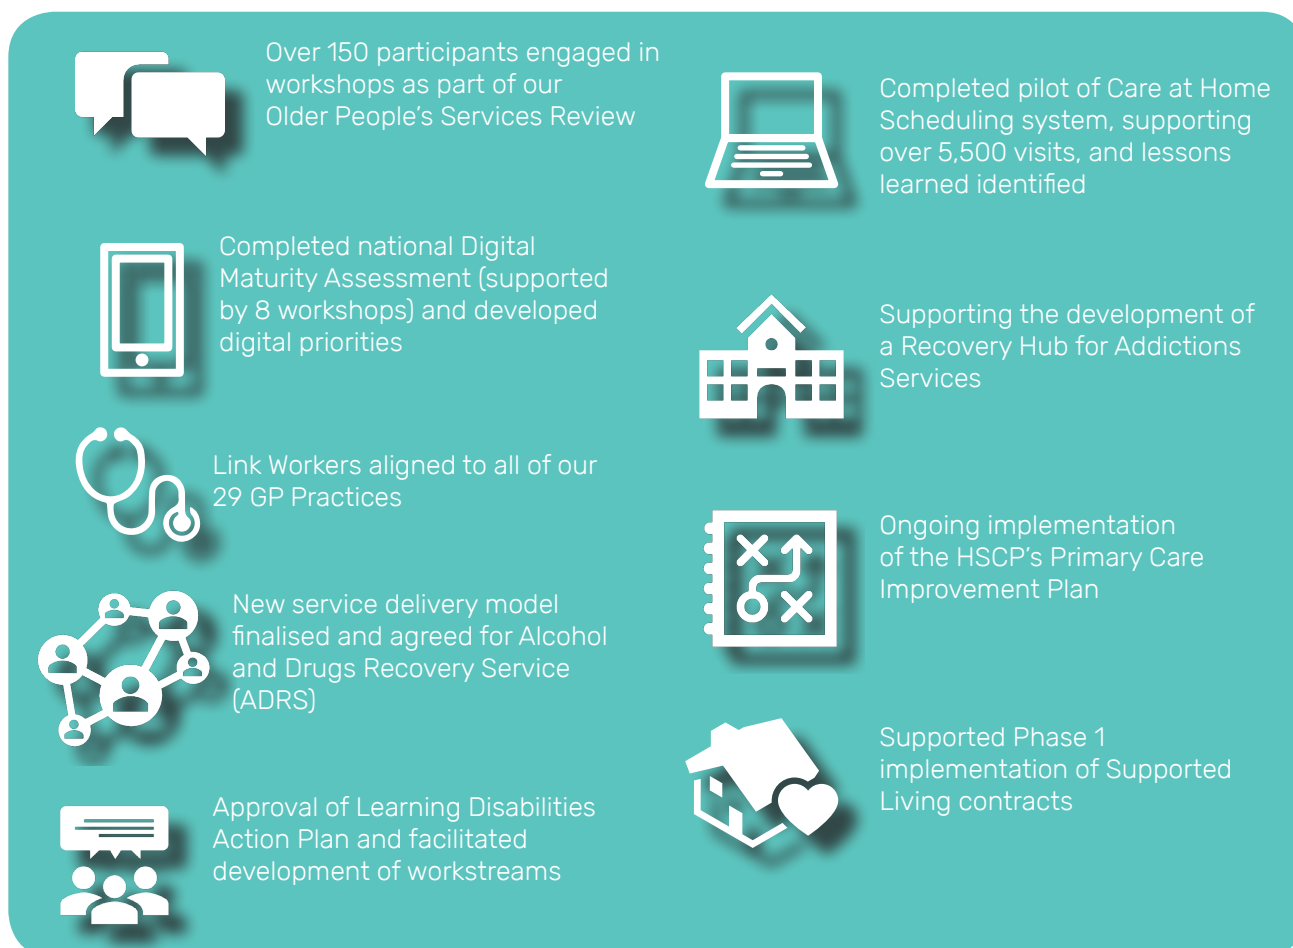 Over 150 participants engaged in
workshops as part of our
Older People's Services Review
Completed national Digital
Maturity Assessment (supported
by 8 workshops) and developed
digital priorities
Link Workers aligned to all of our
29 GP Practices
New service delivery model
finalised and agreed for Alcohol
and Drugs Recovery Service
(ADRS)
Approval of Learning Disabilities
Action Plan and facilitated
development of workstreams
Completed pilot of Care at Home
Scheduling system, supporting
over 5,500 visits, and lessons
learned identified
Supporting the development of
a Recovery Hub for Addictions
Services
Ongoing implementation
of the HSCP's Primary Care
Improvement Plan
Supported Phase 1
implementation of Supported
Living contracts